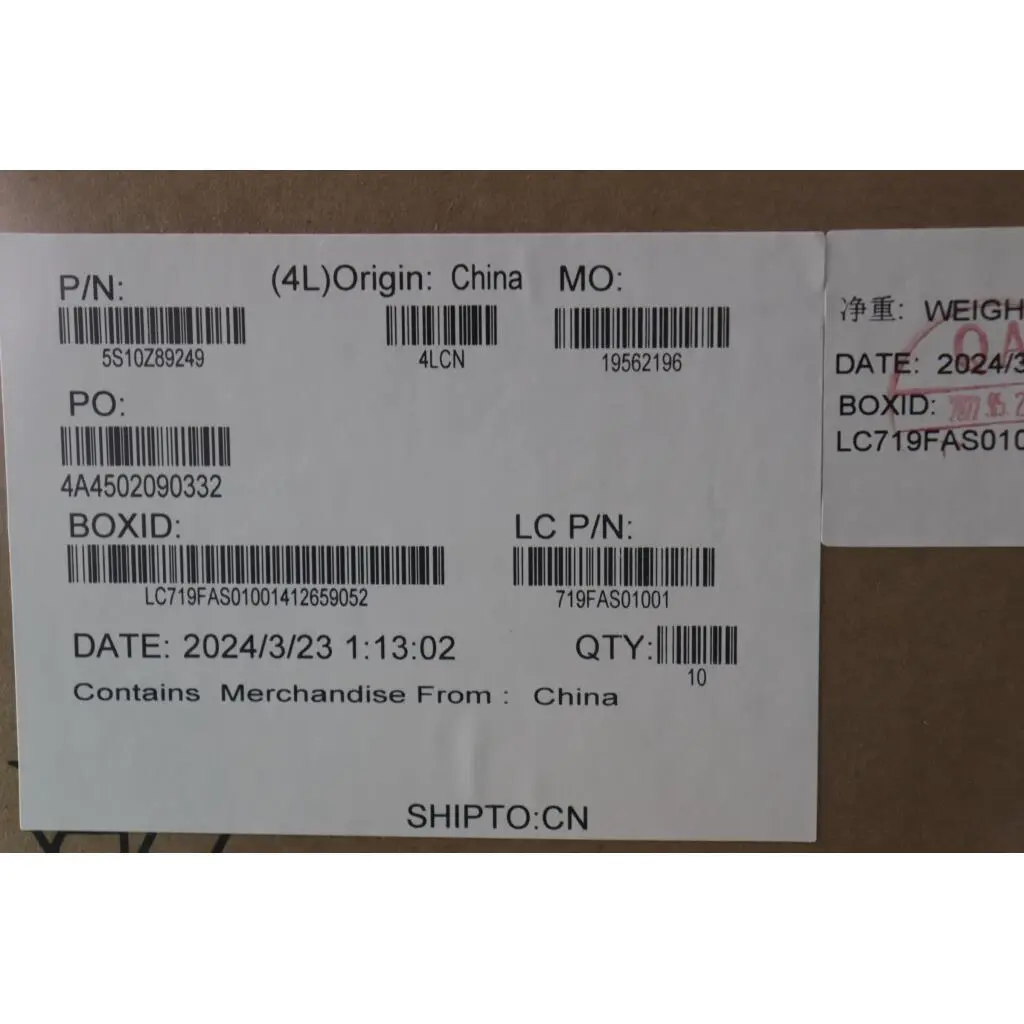 P/N: (4L)Origin: China MO:
5S10Z89249 4LCN 19562196
PO:
4A4502090332
BOXID: LC P/N:
LC719FAS01001412659052 719FAS01001
DATE: 2024/3/23 1:13:02 QTY:
10
Contains Merchandise From : China
SHIPTO:CN
净重: WEIGH
QA
DATE: 2024/3
BOXID:
LC719FAS010